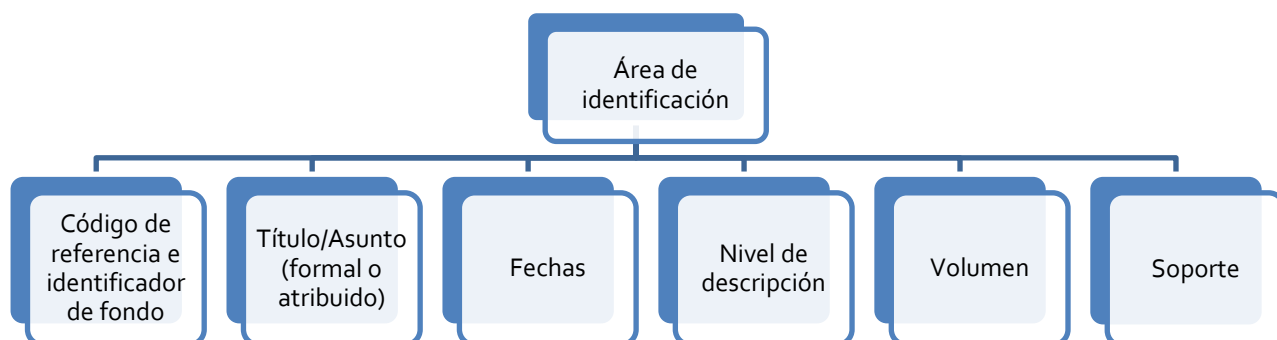 Área de
identificación
Código de
referencia e
identificador
de fondo
Título/Asunto
(formal o
atribuido)
Fechas
Nivel de
descripción
Volumen
Soporte